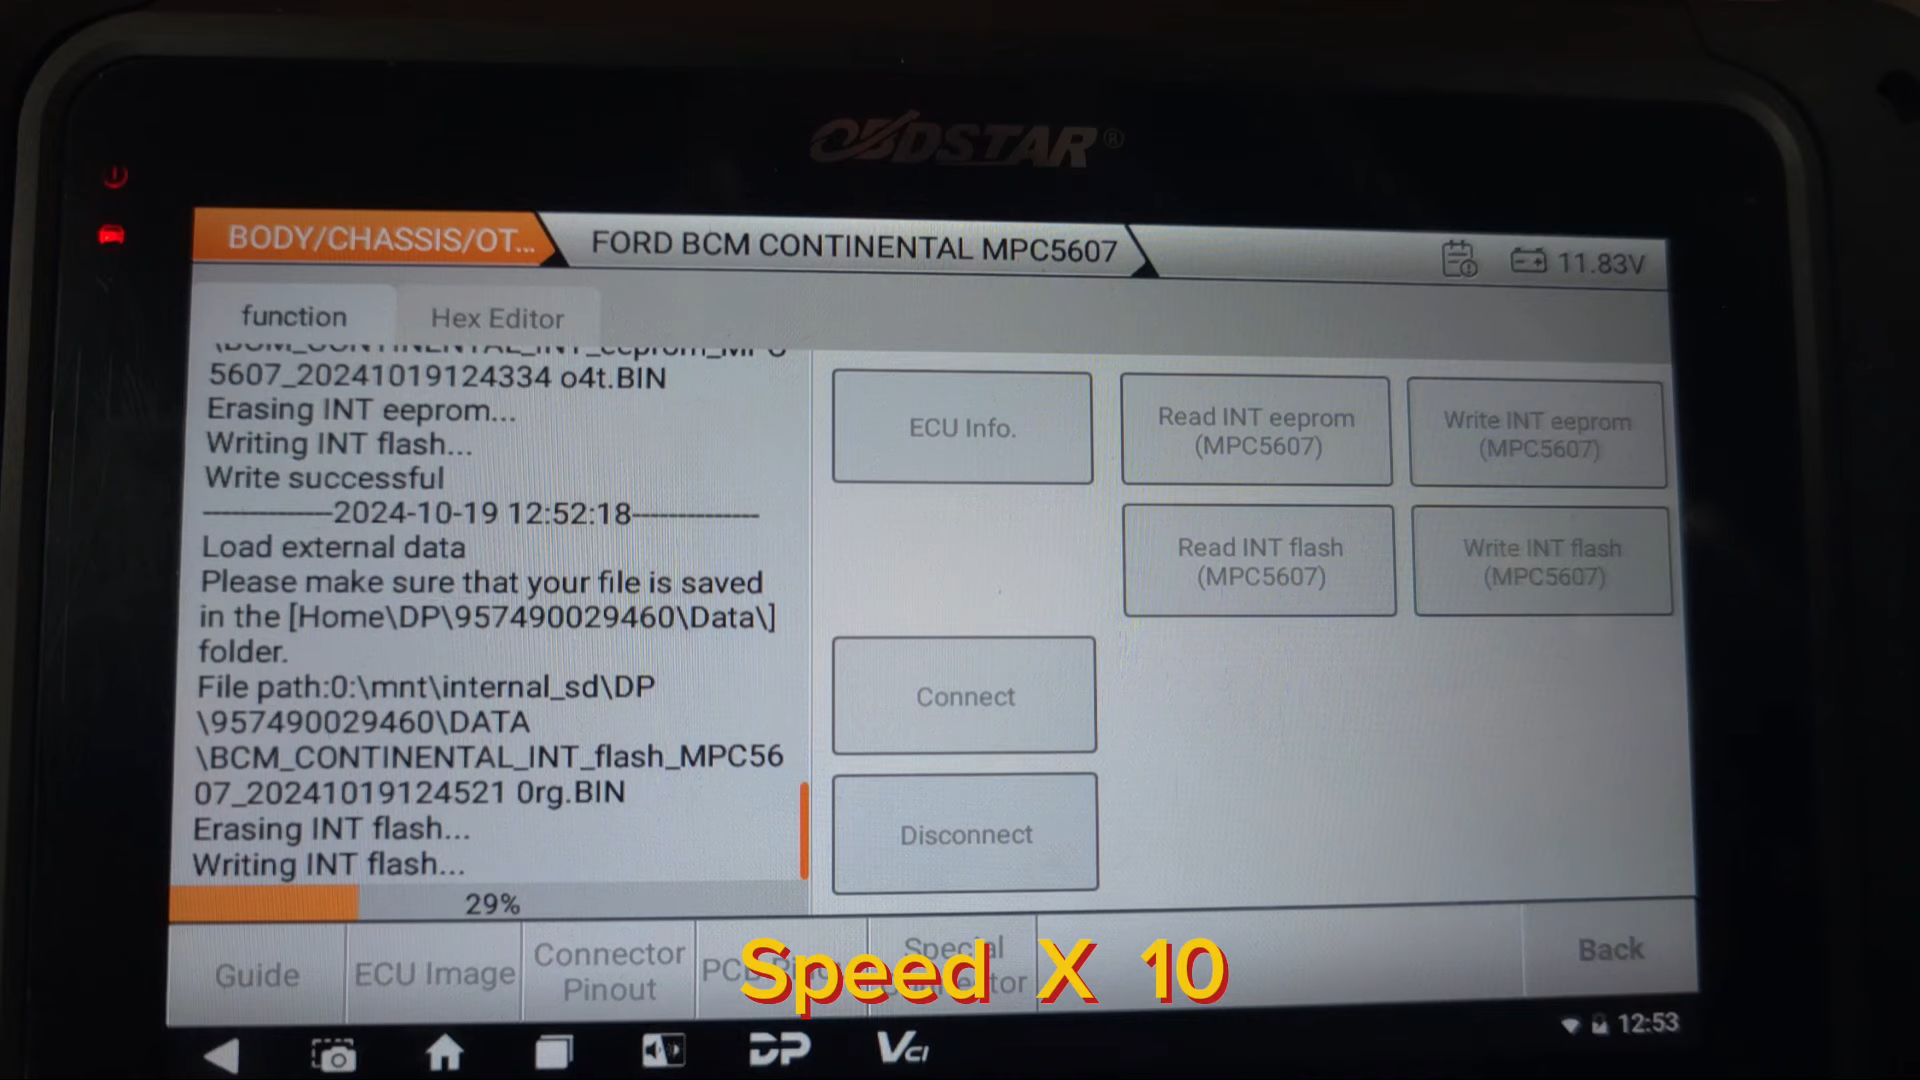 OBDSTAR®
BODY/CHASSIS/OT...
FORD BCM CONTINENTAL MPC5607
11.83V
function
Hex Editor
\BCM_CONTINENTAL_INT_eeprom_MPC
5607_20241019124334 o4t.BIN
Erasing INT eeprom...
Writing INT flash...
Write successful
-----------2024-10-19 12:52:18-----------
Load external data
Please make sure that your file is saved
in the [Home\DP\957490029460\Data\]
folder.
File path:0:\mnt\internal_sd\DP
\957490029460\DATA
\BCM_CONTINENTAL_INT_flash_MPC56
07_20241019124521 0rg.BIN
Erasing INT flash...
Writing INT flash...
29%
ECU Info.
Read INT eeprom
(MPC5607)
Write INT eeprom
(MPC5607)
Read INT flash
(MPC5607)
Write INT flash
(MPC5607)
Connect
Disconnect
Guide
ECU Image
Connector
Pinout
PCB
Special
Back
Speed X 10
12:53
DP
VCI